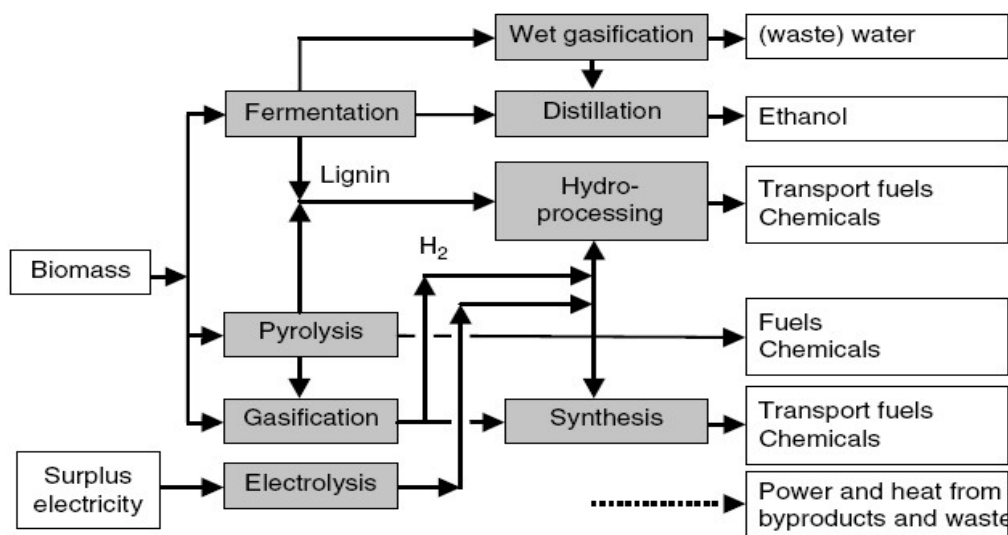 Wet gasification
(waste) water
Fermentation
Distillation
Ethanol
Lignin
Hydro-
processing
Transport fuels
Chemicals
H₂
Biomass
Pyrolysis
Fuels
Chemicals
Gasification
Synthesis
Transport fuels
Chemicals
Surplus
electricity
Electrolysis
Power and heat from
byproducts and waste